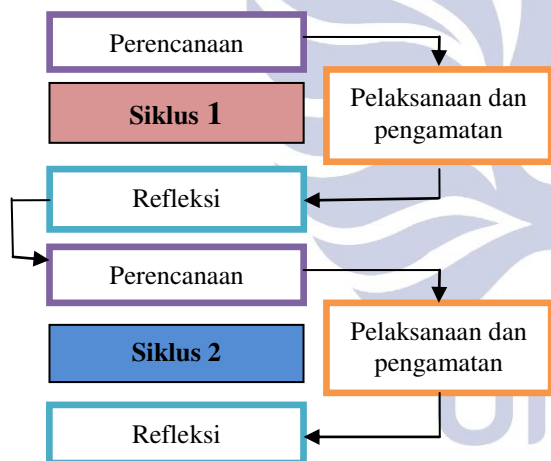 Perencanaan
Siklus 1
Pelaksanaan dan
pengamatan
Refleksi
Perencanaan
Siklus 2
Pelaksanaan dan
pengamatan
Refleksi